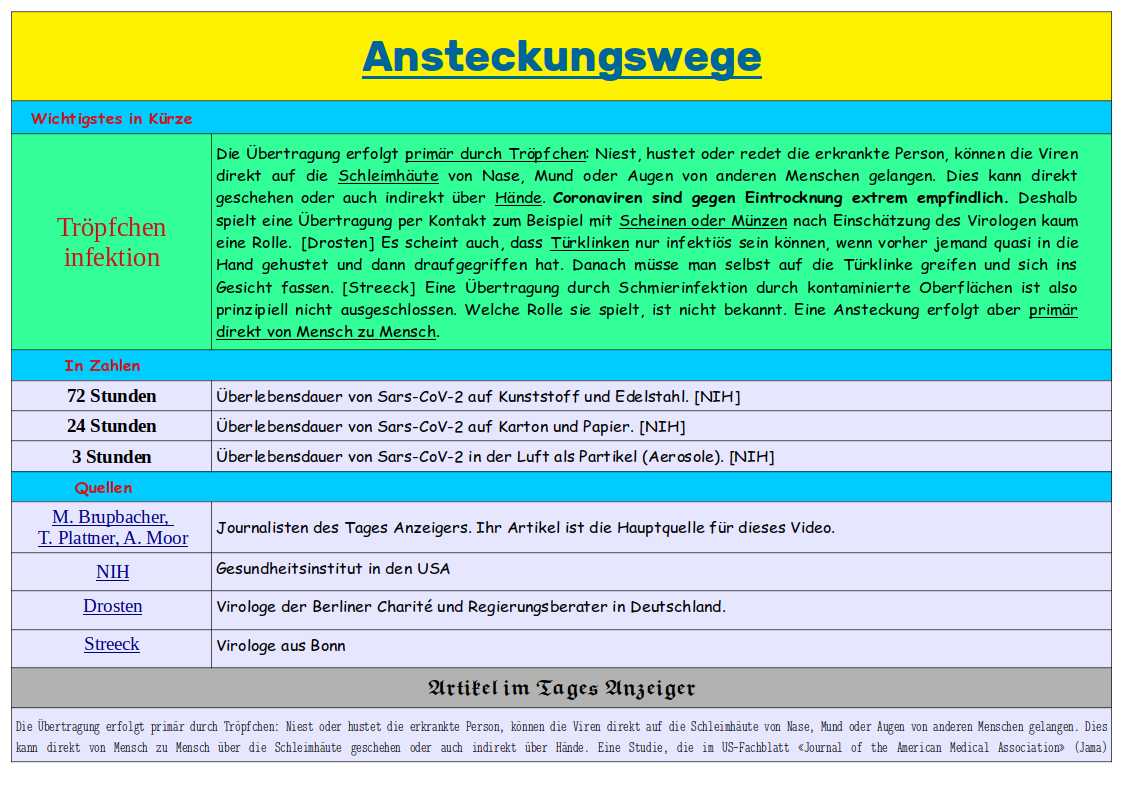 Ansteckungswege
Wichtigstes in Kürze
Tröpfchen
infektion
Die Übertragung erfolgt primär durch Tröpfchen: Niest, hustet oder redet die erkrankte Person, können die Viren
direkt auf die Schleimhäute von Nase, Mund oder Augen von anderen Menschen gelangen. Dies kann direkt
geschehen oder auch indirekt über Hände. Coronaviren sind gegen Eintrocknung extrem empfindlich. Deshalb
spielt eine Übertragung per Kontakt zum Beispiel mit Scheinen oder Münzen nach Einschätzung des Virologen kaum
eine Rolle. [Drosten] Es scheint auch, dass Türklinken nur infektiös sein können, wenn vorher jemand quasi in die
Hand gehustet und dann draufgegriffen hat. Danach müsse man selbst auf die Türklinke greifen und sich ins
Gesicht fassen. [Streeck] Eine Übertragung durch Schmierinfektion durch kontaminierte Oberflächen ist also
prinzipiell nicht ausgeschlossen. Welche Rolle sie spielt, ist nicht bekannt. Eine Ansteckung erfolgt aber primär
direkt von Mensch zu Mensch.
In Zahlen
72 Stunden Überlebensdauer von Sars-CoV-2 auf Kunststoff und Edelstahl. [NIH]
24 Stunden Überlebensdauer von Sars-CoV-2 auf Karton und Papier. [NIH]
3 Stunden Überlebensdauer von Sars-CoV-2 in der Luft als Partikel (Aerosole). [NIH]
Quellen
M. Brupbacher,
T. Plattner, A. Moor
Journalisten des Tages Anzeigers. Ihr Artikel ist die Hauptquelle für dieses Video.
NIH Gesundheitsinstitut in den USA
Drosten Virologe der Berliner Charité und Regierungsberater in Deutschland.
Streeck Virologe aus Bonn
Artikel im Tages Anzeiger
Die Übertragung erfolgt primär durch Tröpfchen: Niest oder hustet die erkrankte Person, können die Viren direkt auf die Schleimhäute von Nase, Mund oder Augen von anderen Menschen gelangen. Dies
kann direkt von Mensch zu Mensch über die Schleimhäute geschehen oder auch indirekt über Hände. Eine Studie, die im US-Fachblatt «Journal of the American Medical Association» (Jama)